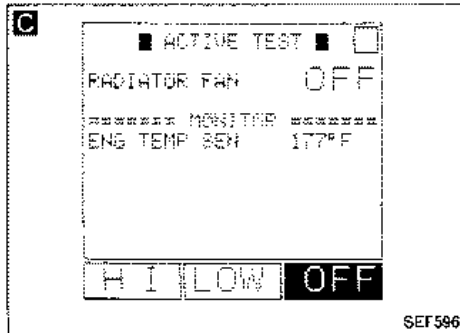 C
■ ACTIVE TEST ■
RADIATOR FAN OFF
======= MONITOR =======
ENG TEMP SEN 177°F
HI LOW OFF
SEF596